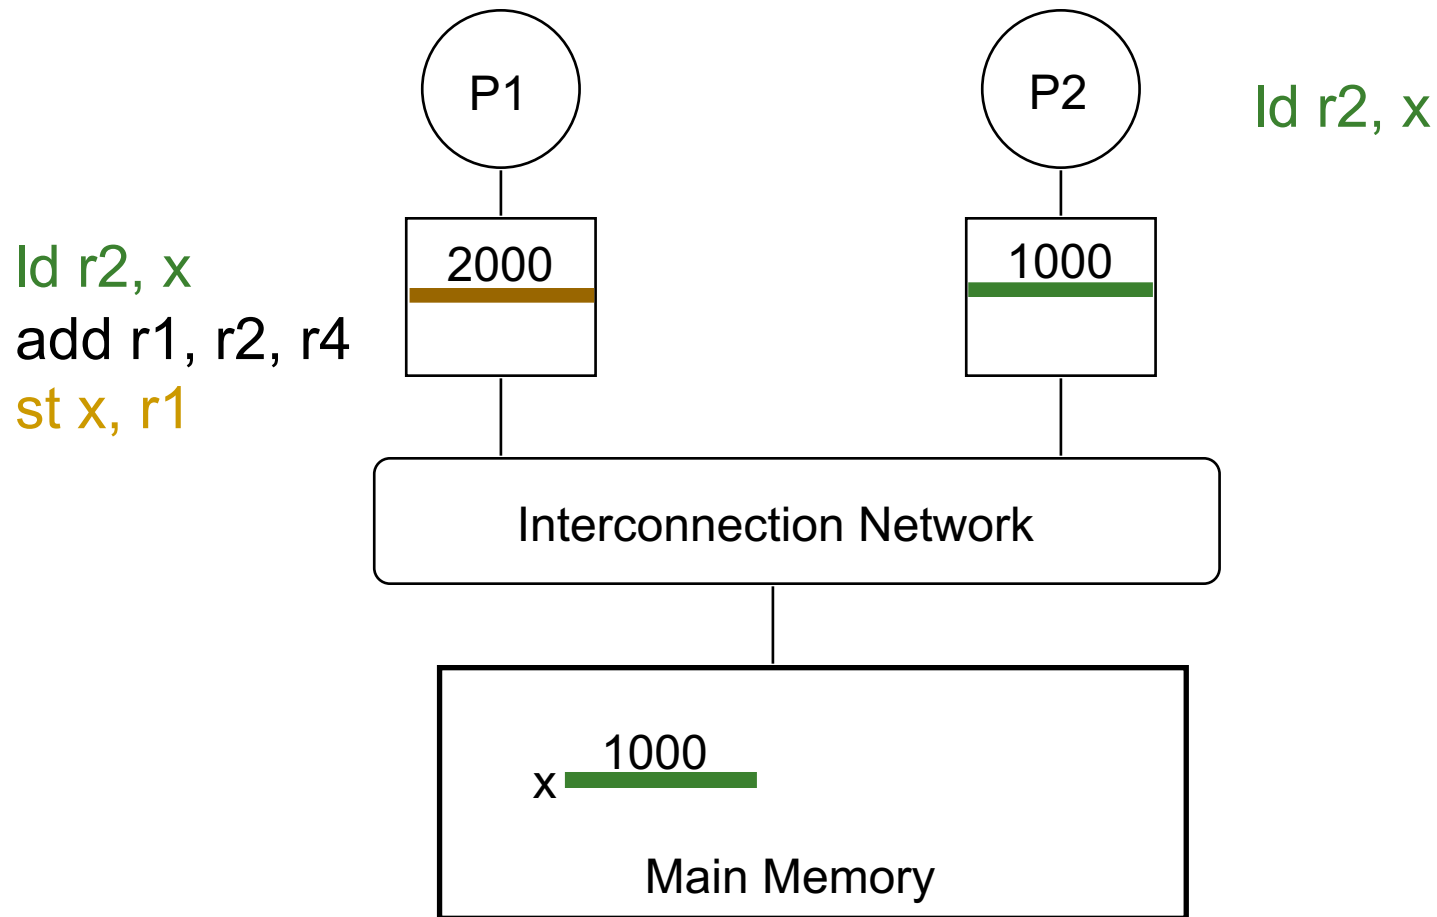 P1
P2
ld r2, x
2000
1000
ld r2, x
add r1, r2, r4
st x, r1
Interconnection Network
1000
x
Main Memory